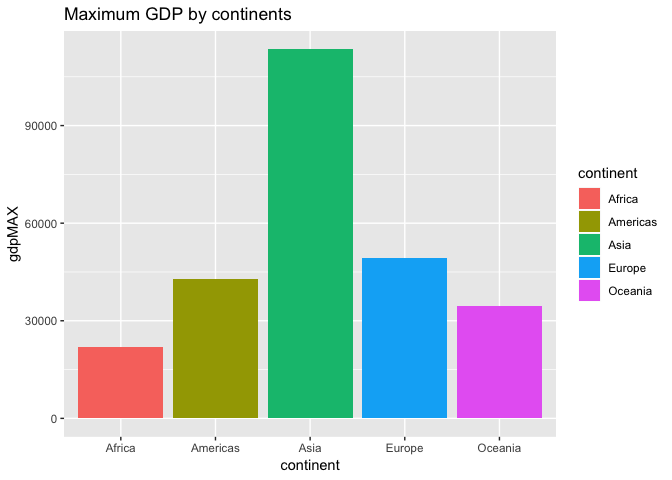 Maximum GDP by continents
gdpMAX
90000
60000
30000
0
Africa
Americas
Asia
Europe
Oceania
continent
continent
Africa
Americas
Asia
Europe
Oceania